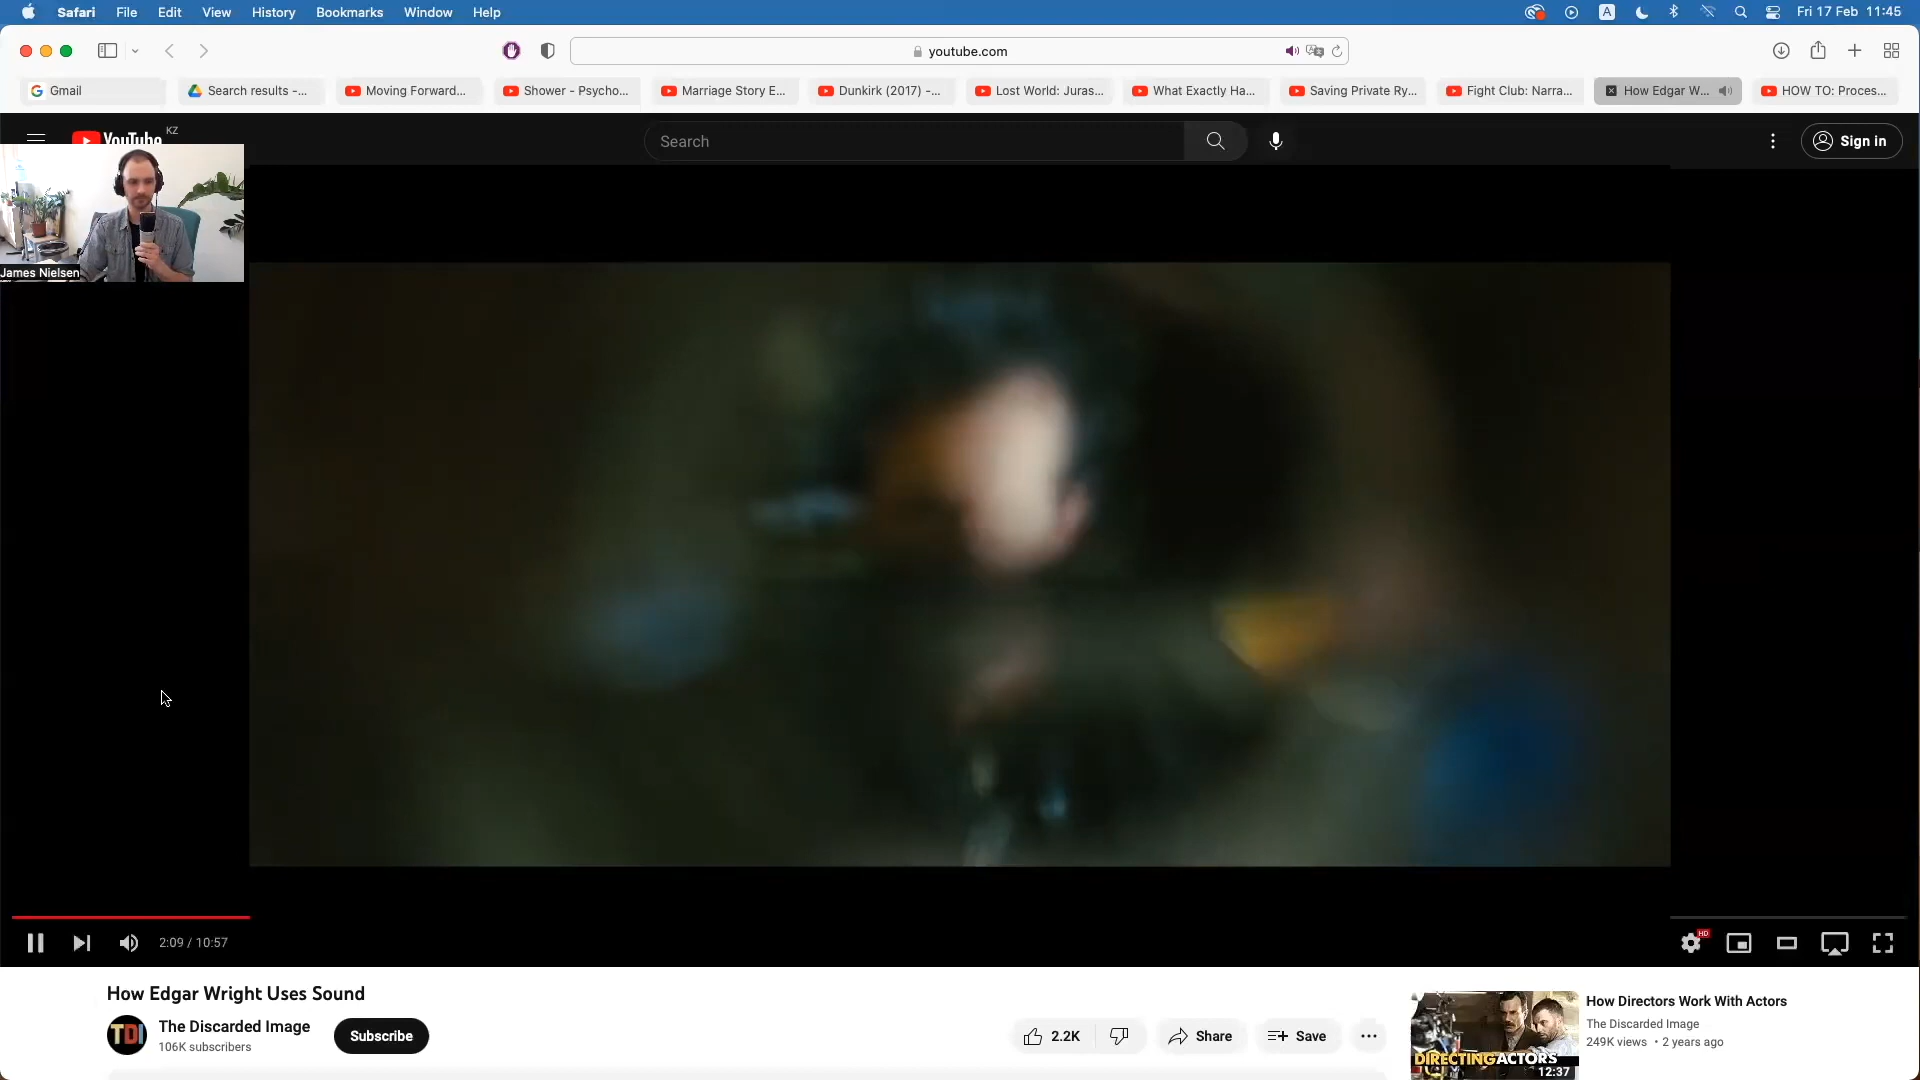 Safari File Edit View History Bookmarks Window Help
A Fri 17 Feb 11:45
youtube.com
Gmail
Search results -...
Moving Forward...
Shower - Psycho...
Marriage Story E...
Dunkirk (2017) -...
Lost World: Juras...
What Exactly Ha...
Saving Private Ry...
Fight Club: Narra...
How Edgar W...
HOW TO: Proces...
YouTube KZ
Search
Sign in
James Nielsen
2:09 / 10:57
HD
How Edgar Wright Uses Sound
TDI
The Discarded Image
106K subscribers
Subscribe
2.2K
Share
Save
DIRECTING ACTORS
12:37
How Directors Work With Actors
The Discarded Image
249K views • 2 years ago